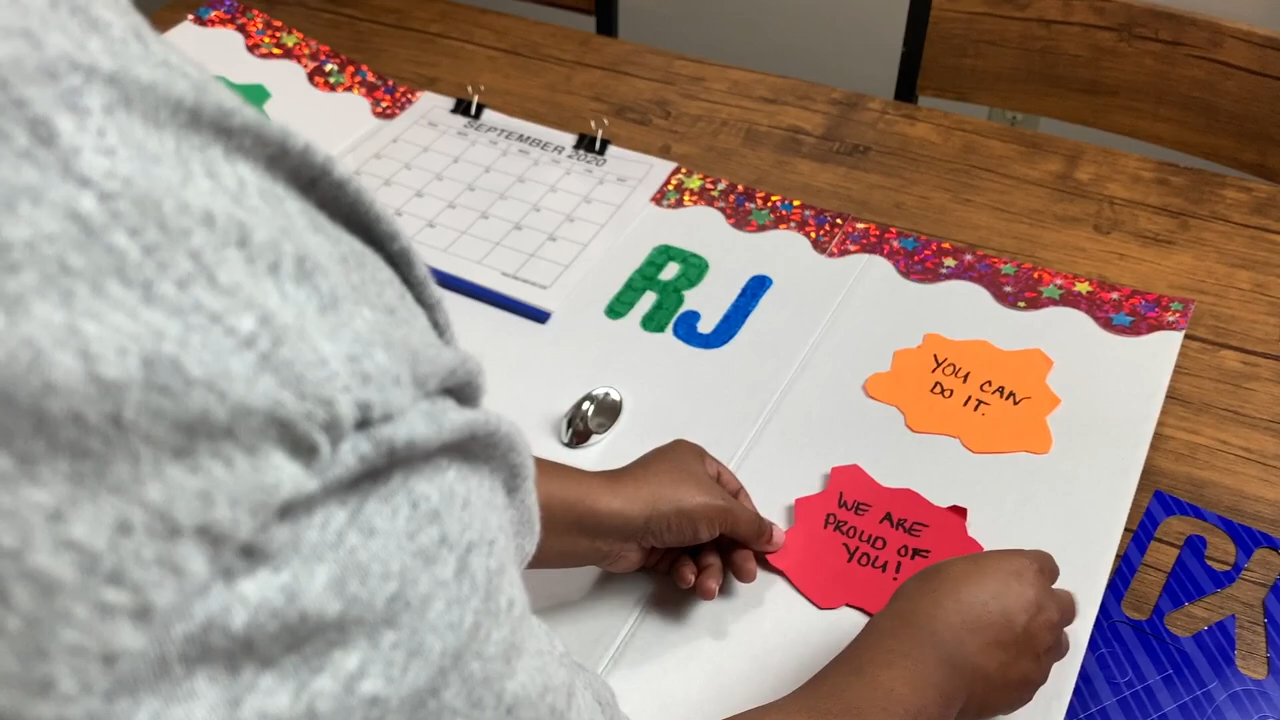 SEPTEMBER 2020
RJ
YOU CAN
DO IT.
WE ARE
PROUD OF
YOU!